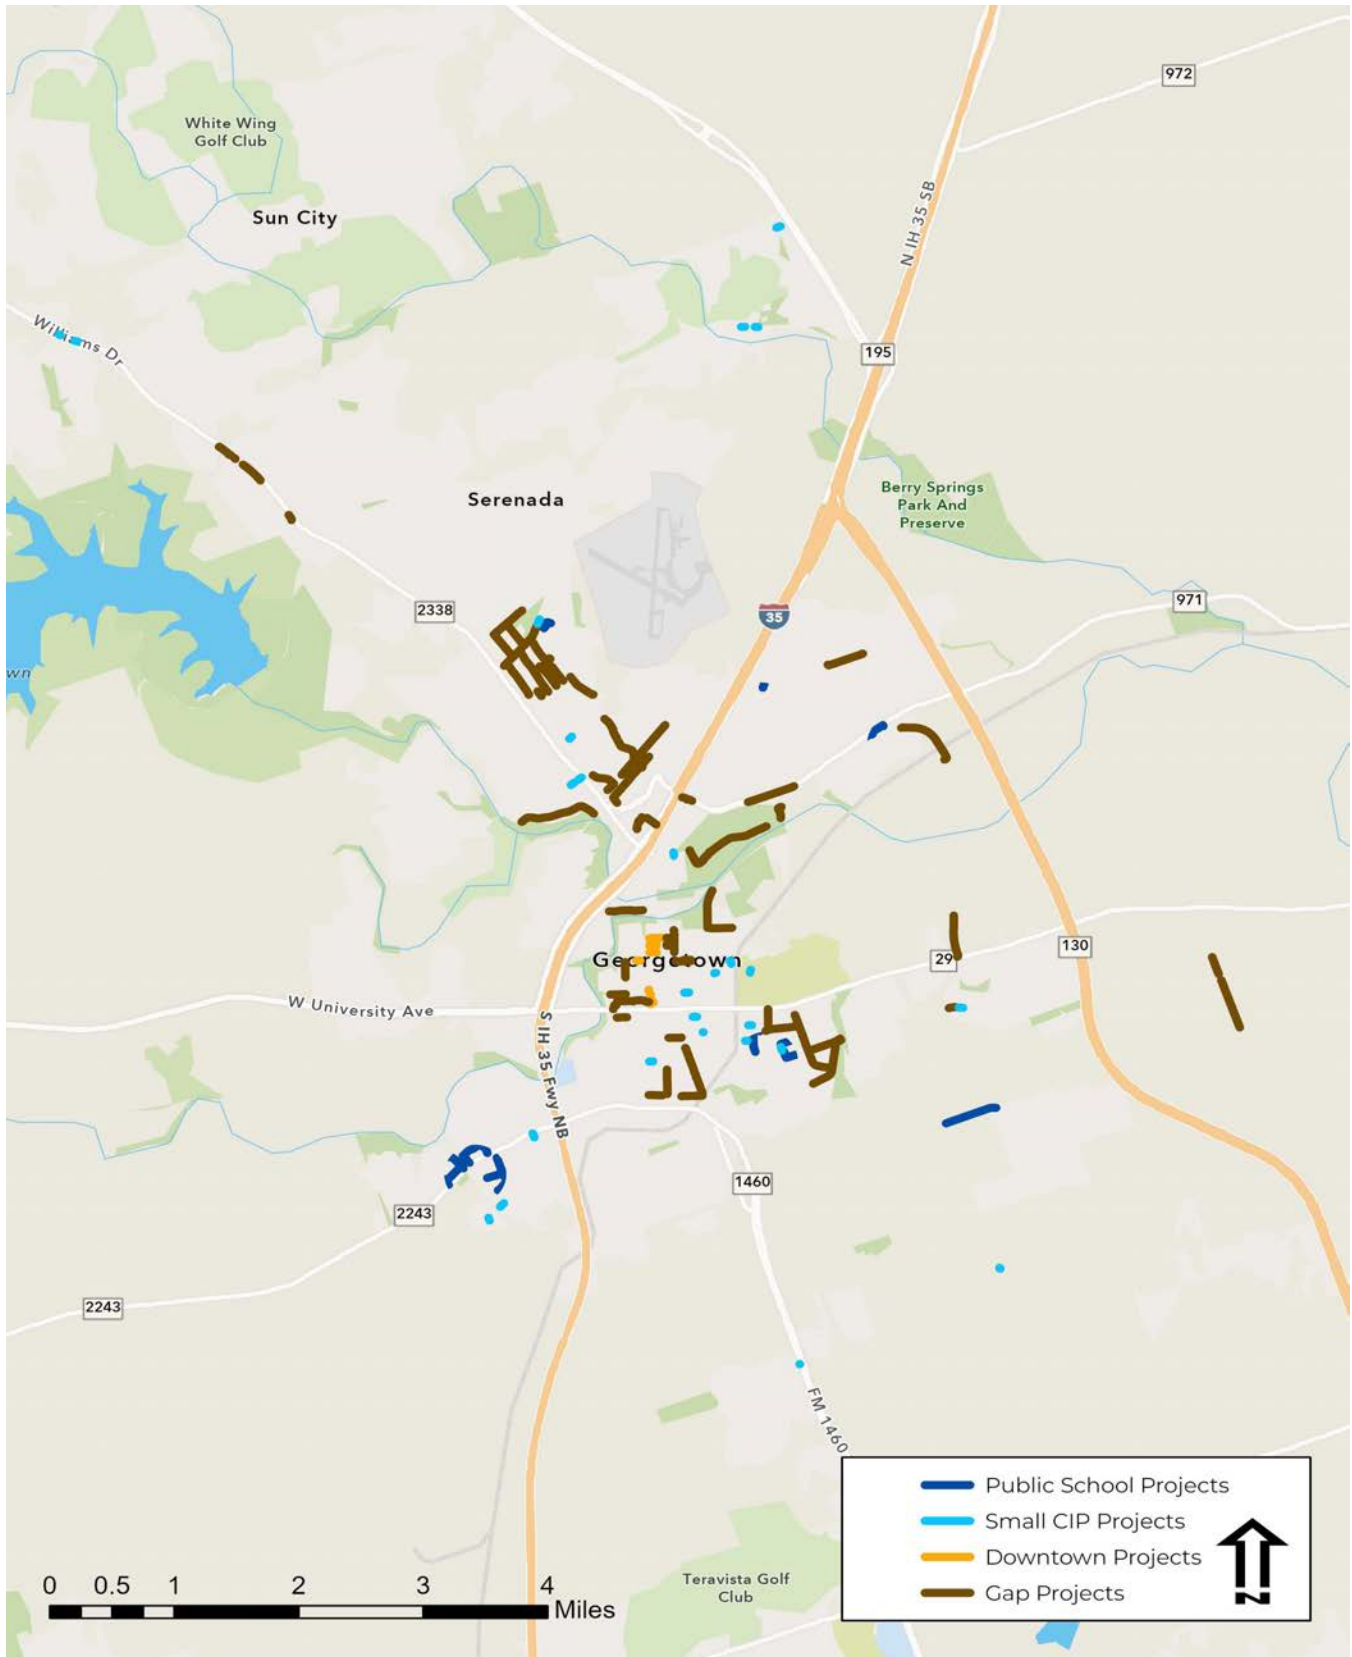 972
White Wing
Golf Club
Sun City
N IH 35 SB
Williams Dr
195
Serenada
Berry Springs
Park And
Preserve
2338
971
35
wn
Georgetown
29
130
W University Ave
S IH 35 Fwy NB
1460
2243
2243
FM 1460
Public School Projects
Small CIP Projects
Downtown Projects
Gap Projects
N
Teravista Golf
Club
0 0.5 1 2 3 4
Miles